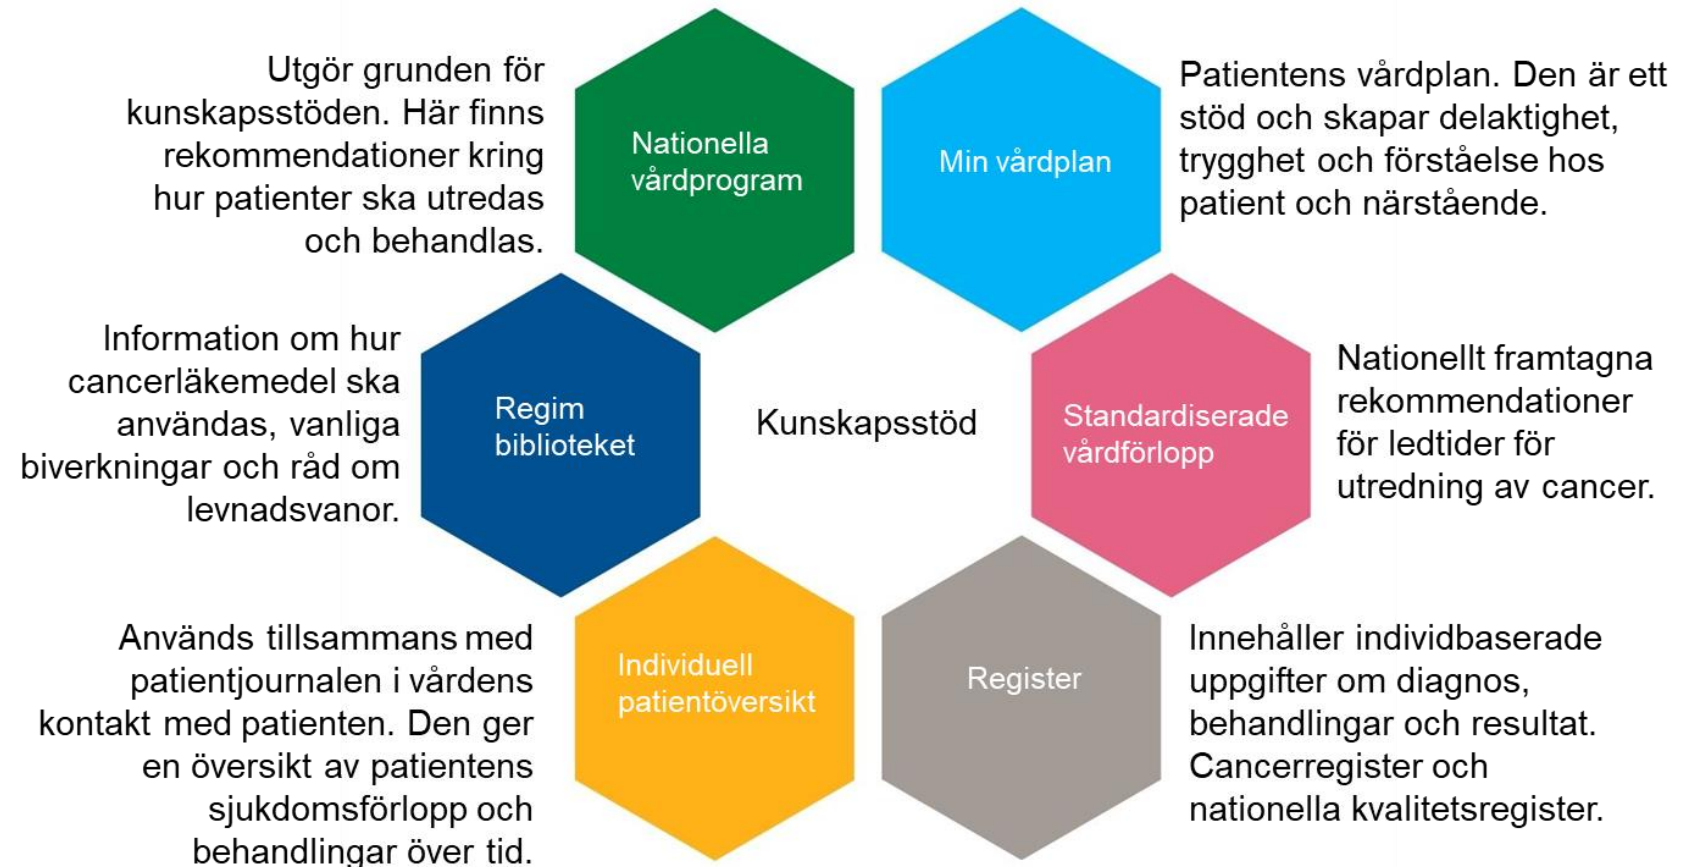 Utgör grunden för
kunskapsstöden. Här finns
rekommendationer kring
hur patienter ska utredas
och behandlas.
Nationella
vårdprogram
Min vårdplan
Patientens vårdplan. Den är ett
stöd och skapar delaktighet,
trygghet och förståelse hos
patient och närstående.
Information om hur
cancerläkemedel ska
användas, vanliga
biverkningar och råd om
levnadsvanor.
Regim
biblioteket
Kunskapsstöd
Standardiserade
vårdförlopp
Nationellt framtagna
rekommendationer
för ledtider för
utredning av cancer.
Används tillsammans med
patientjournalen i vårdens
kontakt med patienten. Den ger
en översikt av patientens
sjukdomsförlopp och
behandlingar över tid.
Individuell
patientöversikt
Register
Innehåller individbaserade
uppgifter om diagnos,
behandlingar och resultat.
Cancerregister och
nationella kvalitetsregister.